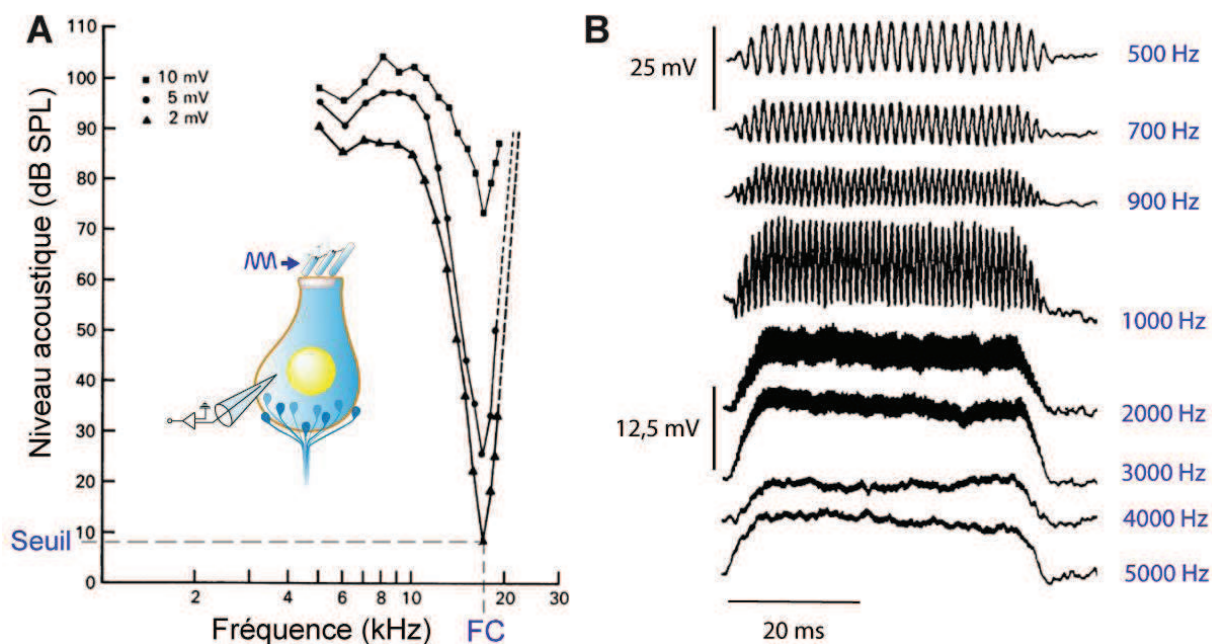 A
Niveau acoustique (dB SPL)
110
100
90
80
70
60
50
40
30
20
10
0
10 mV
5 mV
2 mV
Seuil
2
4
6
8
10
20
30
Fréquence (kHz)
FC
B
25 mV
12,5 mV
500 Hz
700 Hz
900 Hz
1000 Hz
2000 Hz
3000 Hz
4000 Hz
5000 Hz
20 ms